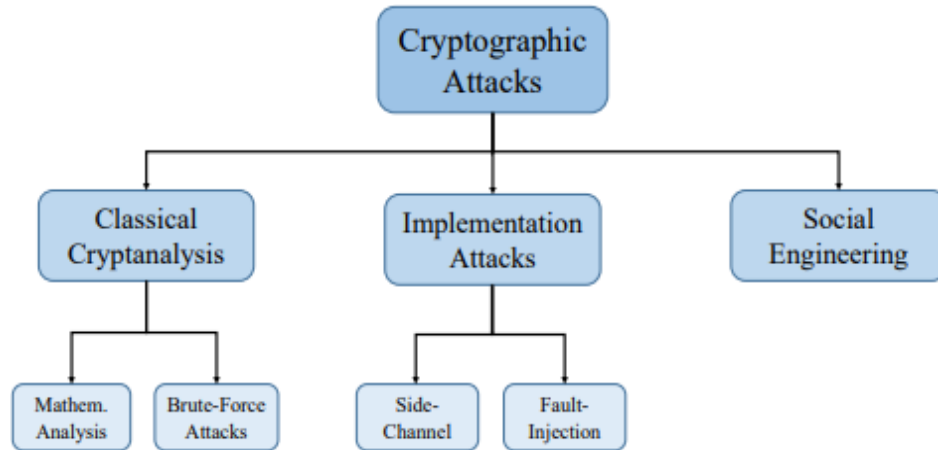 Cryptographic
Attacks
Classical
Cryptanalysis
Implementation
Attacks
Social
Engineering
Mathem.
Analysis
Brute-Force
Attacks
Side-
Channel
Fault-
Injection